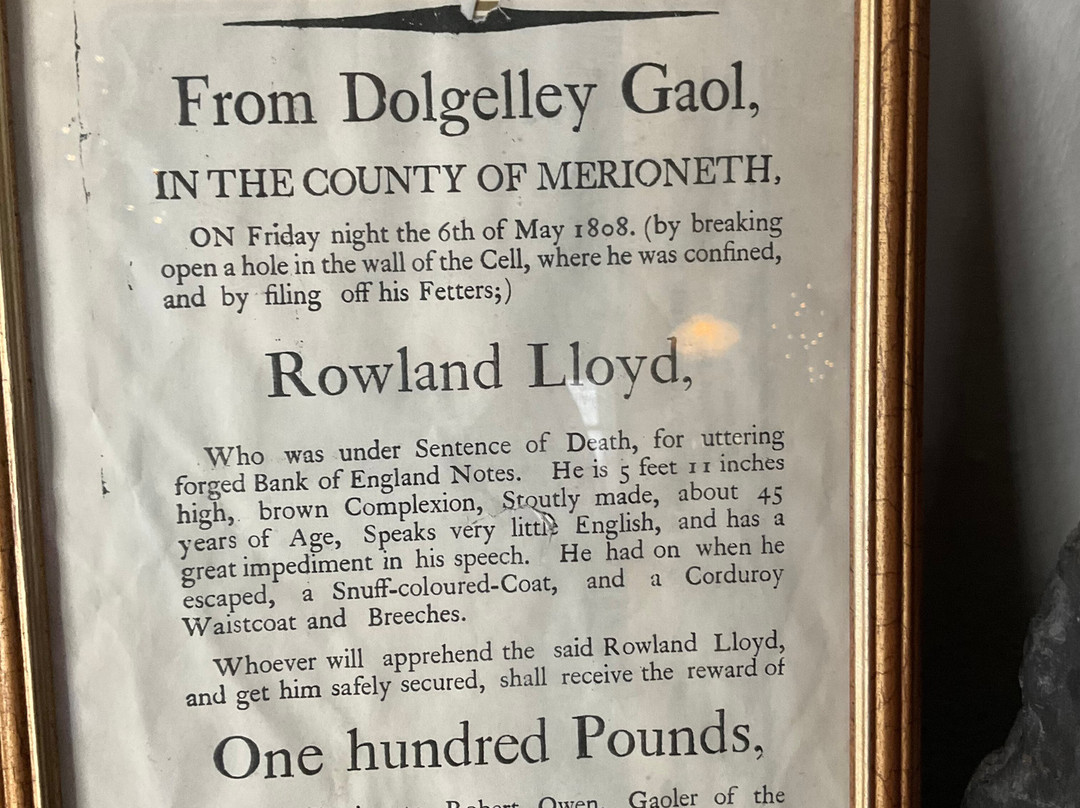 From Dolgelley Gaol,
IN THE COUNTY OF MERIONETH,
ON Friday night the 6th of May 1808. (by breaking
open a hole in the wall of the Cell, where he was confined,
and by filing off his Fetters;)
Rowland Lloyd,
Who was under Sentence of Death, for uttering
forged Bank of England Notes. He is 5 feet 11 inches
high, brown Complexion, Stoutly made, about 45
years of Age, Speaks very little English, and has a
great impediment in his speech. He had on when he
escaped, a Snuff-coloured-Coat, and a Corduroy
Waistcoat and Breeches.
Whoever will apprehend the said Rowland Lloyd,
and get him safely secured, shall receive the reward of
One hundred Pounds,
Robert Owen, Gaoler of the